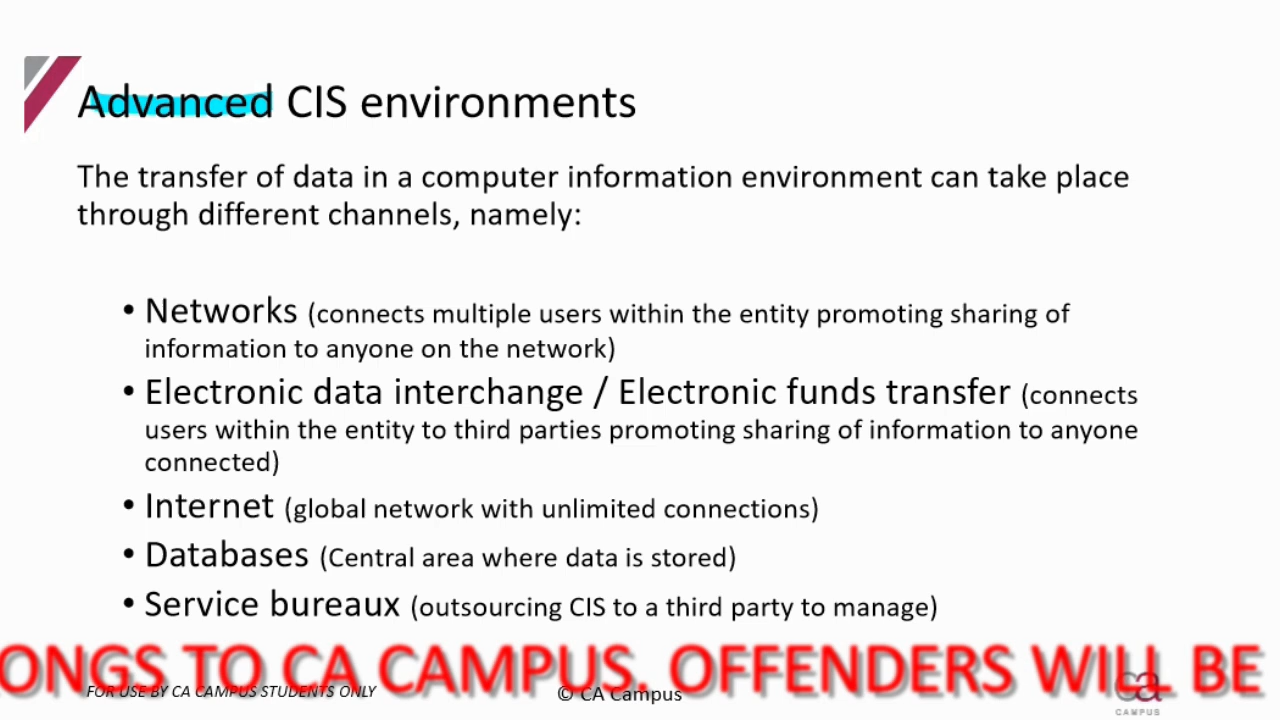 Advanced CIS environments
The transfer of data in a computer information environment can take place
through different channels, namely:
• Networks (connects multiple users within the entity promoting sharing of
information to anyone on the network)
• Electronic data interchange / Electronic funds transfer (connects
users within the entity to third parties promoting sharing of information to anyone
connected)
• Internet (global network with unlimited connections)
• Databases (Central area where data is stored)
• Service bureaux (outsourcing CIS to a third party to manage)
ONGS TO CA CAMPUS. OFFENDERS WILL BE
FOR USE BY CA CAMPUS STUDENTS ONLY
© CA Campus
ca
CAMPUS